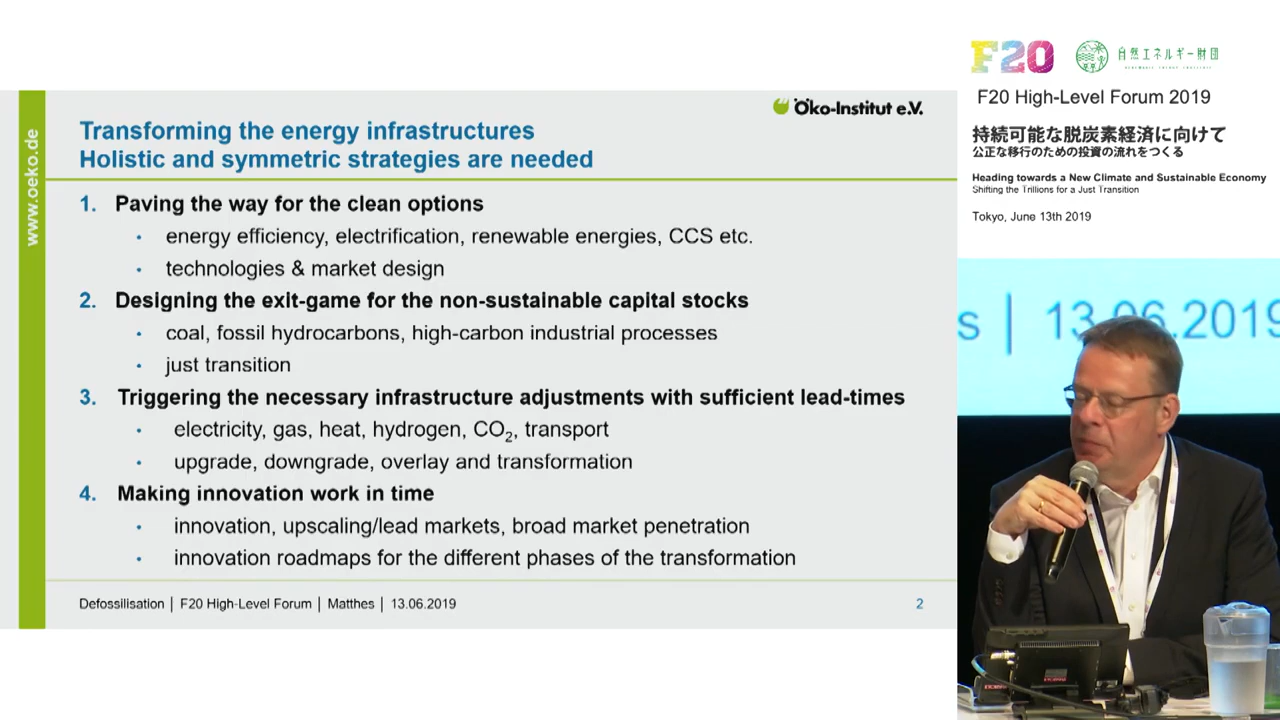 www.oeko.de
Öko-Institut e.V.
Transforming the energy infrastructures
Holistic and symmetric strategies are needed
1. Paving the way for the clean options
• energy efficiency, electrification, renewable energies, CCS etc.
• technologies & market design
2. Designing the exit-game for the non-sustainable capital stocks
• coal, fossil hydrocarbons, high-carbon industrial processes
• just transition
3. Triggering the necessary infrastructure adjustments with sufficient lead-times
• electricity, gas, heat, hydrogen, CO₂, transport
• upgrade, downgrade, overlay and transformation
4. Making innovation work in time
• innovation, upscaling/lead markets, broad market penetration
• innovation roadmaps for the different phases of the transformation
Defossilisation | F20 High-Level Forum | Matthes | 13.06.2019
2
F20
自然エネルギー財団
F20 High-Level Forum 2019
持続可能な脱炭素経済に向けて
公正な移行のための投資の流れをつくる
Heading towards a New Climate and Sustainable Economy
Shifting the Trillions for a Just Transition
Tokyo, June 13th 2019
s | 13.06.2019